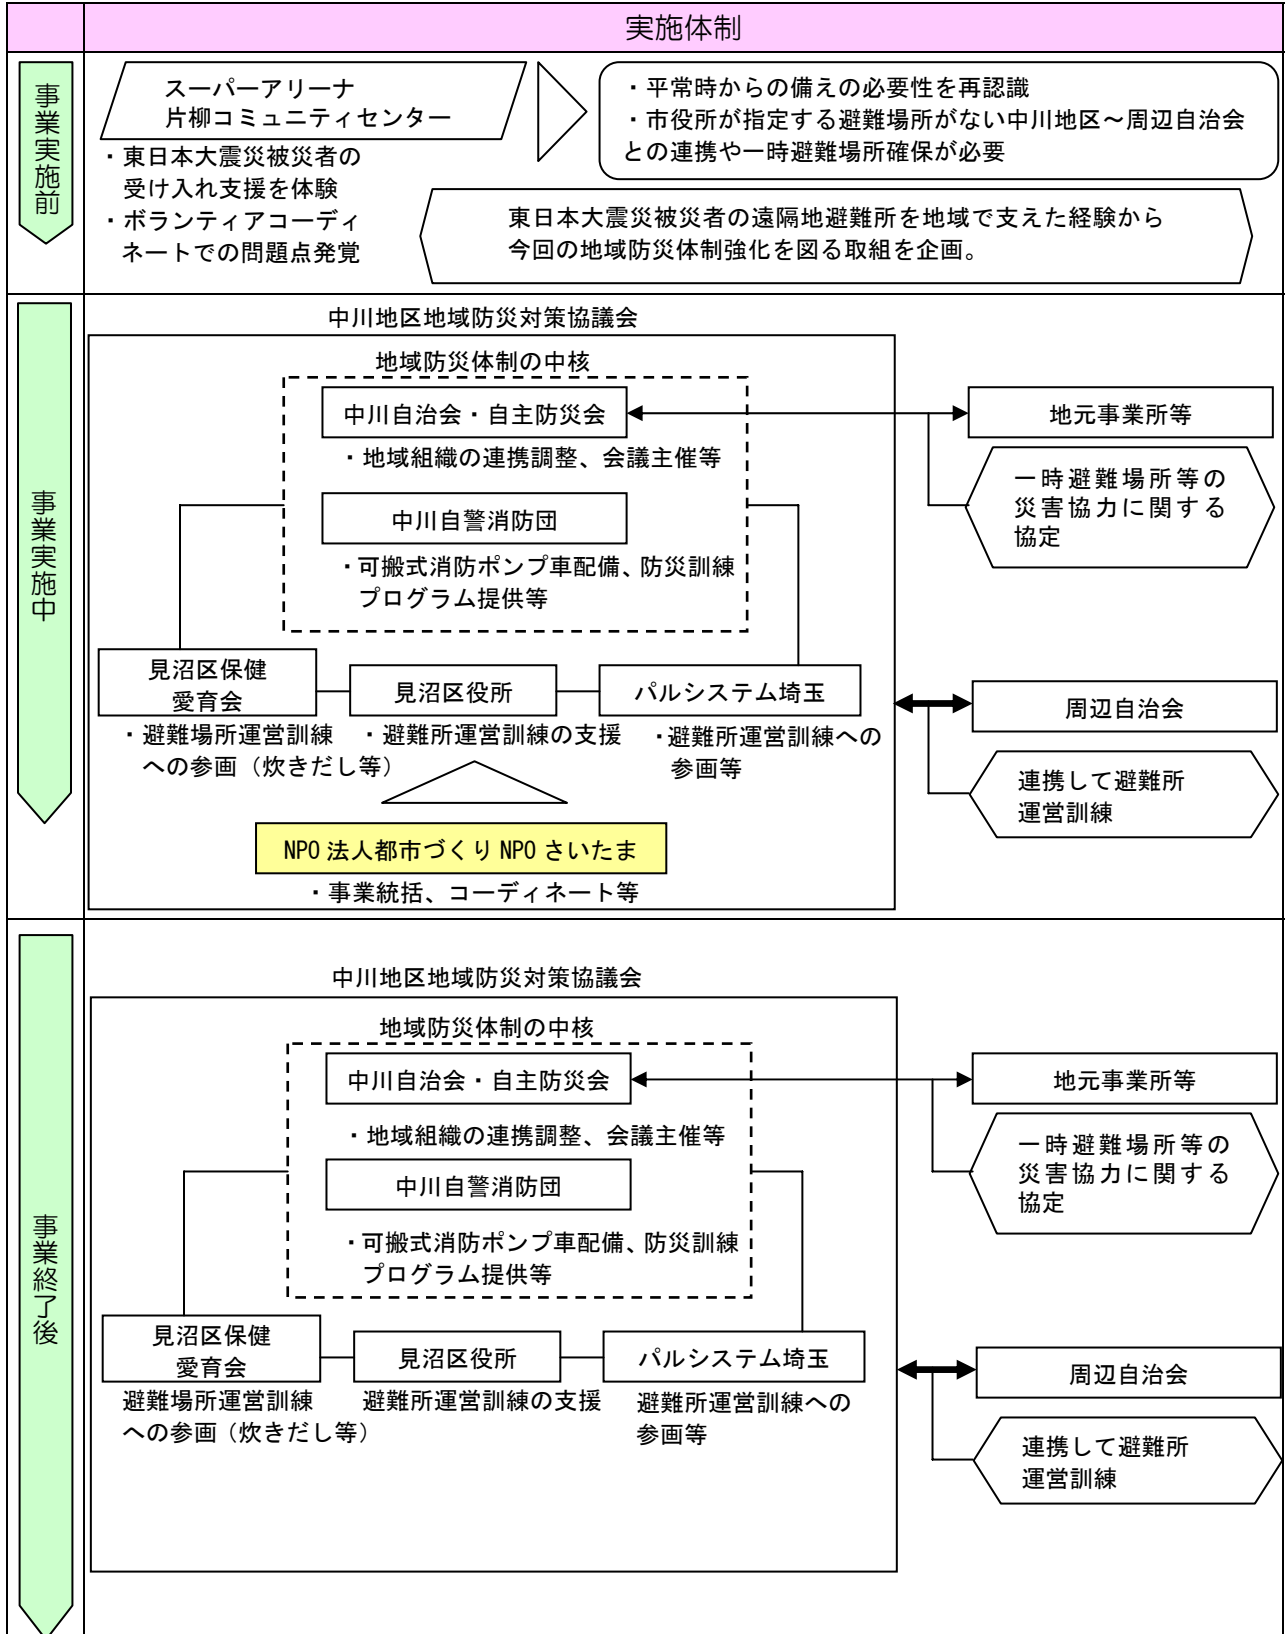 実施体制
事業実施前
スーパーアリーナ
片柳コミュニティセンター
・東日本大震災被災者の
受け入れ支援を体験
・ボランティアコーディ
ネートでの問題点発覚
・平常時からの備えの必要性を再認識
・市役所が指定する避難場所がない中川地区～周辺自治会
との連携や一時避難場所確保が必要
東日本大震災被災者の遠隔地避難所を地域で支えた経験から
今回の地域防災体制強化を図る取組を企画。
事業実施中
中川地区地域防災対策協議会
地域防災体制の中核
中川自治会・自主防災会
・地域組織の連携調整、会議主催等
中川自警消防団
・可搬式消防ポンプ車配備、防災訓練
プログラム提供等
見沼区保健
愛育会
・避難場所運営訓練
への参画（炊きだし等）
見沼区役所
・避難所運営訓練の支援
パルシステム埼玉
・避難所運営訓練への
参画等
NPO 法人都市づくり NPO さいたま
・事業統括、コーディネート等
地元事業所等
一時避難場所等の
災害協力に関する
協定
周辺自治会
連携して避難所
運営訓練
事業終了後
中川地区地域防災対策協議会
地域防災体制の中核
中川自治会・自主防災会
・地域組織の連携調整、会議主催等
中川自警消防団
・可搬式消防ポンプ車配備、防災訓練
プログラム提供等
見沼区保健
愛育会
避難場所運営訓練
への参画（炊きだし等）
見沼区役所
避難所運営訓練の支援
パルシステム埼玉
避難所運営訓練への
参画等
地元事業所等
一時避難場所等の
災害協力に関する
協定
周辺自治会
連携して避難所
運営訓練